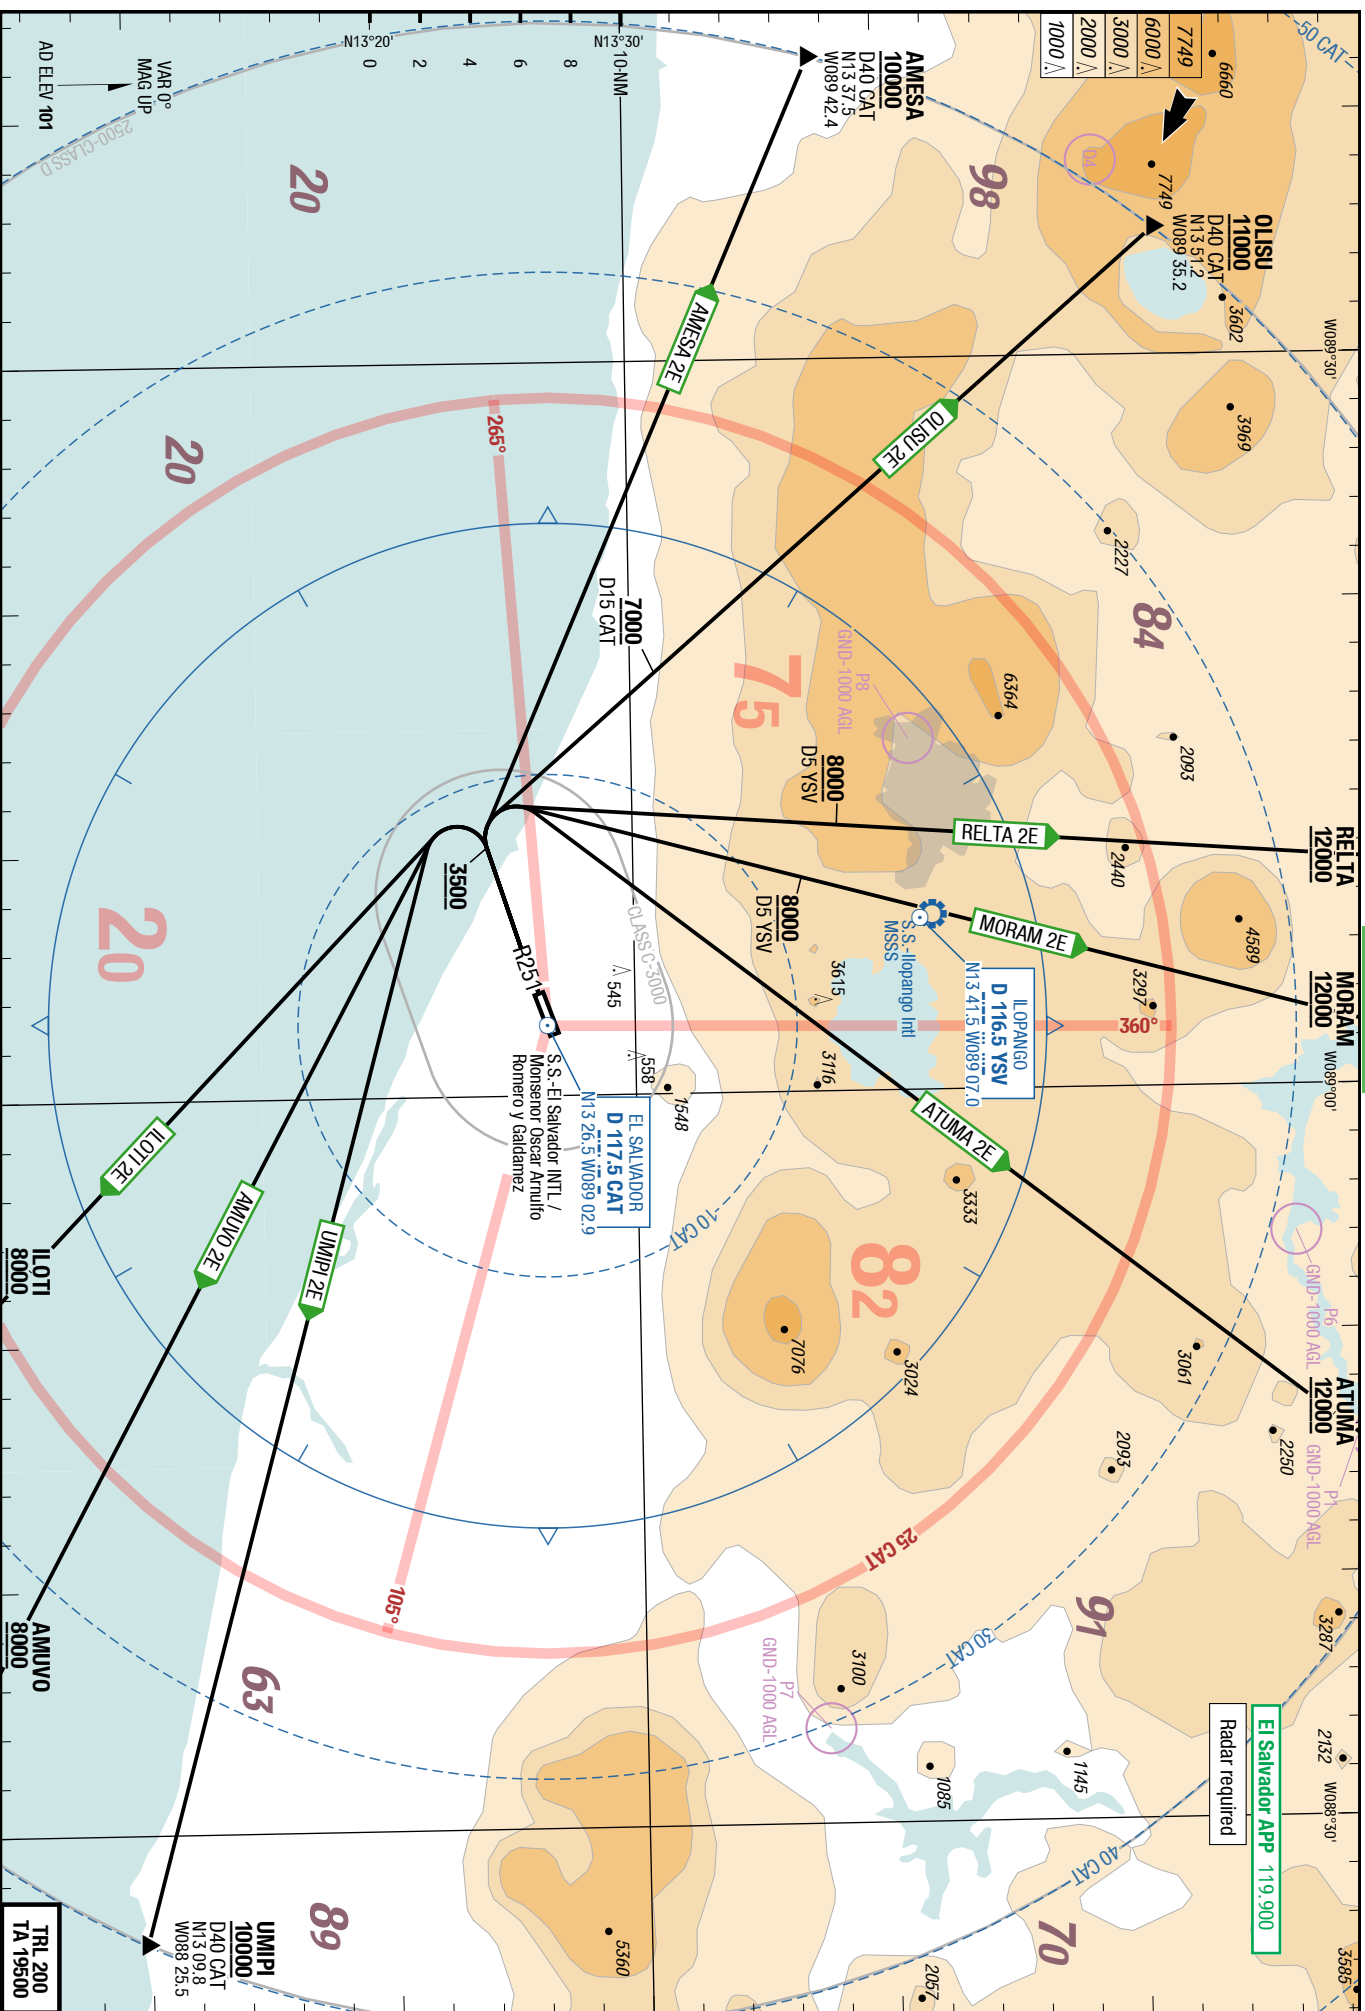 50 CAT
7749
6000
3000
2000
1000
6660
7749
D4
AMESA
10000
D40 CAT
N13 37.5
W089 42.4
OLISU
11000
D40 CAT
N13 51.2
W089 35.2
3602
W089°30'
3969
N13°20'
N13°30'
0
2
4
6
8
10-NM
VAR 0°
MAG UP
AD ELEV 101
2500-CLASS D
20
98
20
84
75
20
82
91
63
89
70
AMESA 2E
OLISU 2E
265°
2227
7000
D15 CAT
P8
GND-1000 AGL
6364
2093
8000
D5 YSV
RELTA 2E
2440
RELTA
12000
4589
3500
CLASS C-3000
8000
D5 YSV
MORAM 2E
MORAM
12000
3297
360°
R251
545
3615
S.S.-Ilopango Intl
MSSS
ILOPANGO
D 116.5 YSV
N13 41.5 W089 07.0
W089°00'
558
1548
3116
S.S.-El Salvador INTL /
Monsenor Oscar Arnulfo
Romero y Galdamez
EL SALVADOR
D 117.5 CAT
N13 26.5 W089 02.9
10 CAT
ATUMA 2E
3333
ILOTI 2E
AMUVO 2E
UMIPI 2E
ILOTI
8000
7076
3024
3061
P6
GND-1000 AGL
ATUMA
12000
2250
P1
GND-1000 AGL
2093
25 CAT
105°
AMUVO
8000
3100
P7
GND-1000 AGL
30 CAT
3287
El Salvador APP 119.900
Radar required
2132
W088°30'
1145
1085
40 CAT
5360
2057
3585
UMIPI
10000
D40 CAT
N13 09.8
W088 25.5
TRL 200
TA 19500